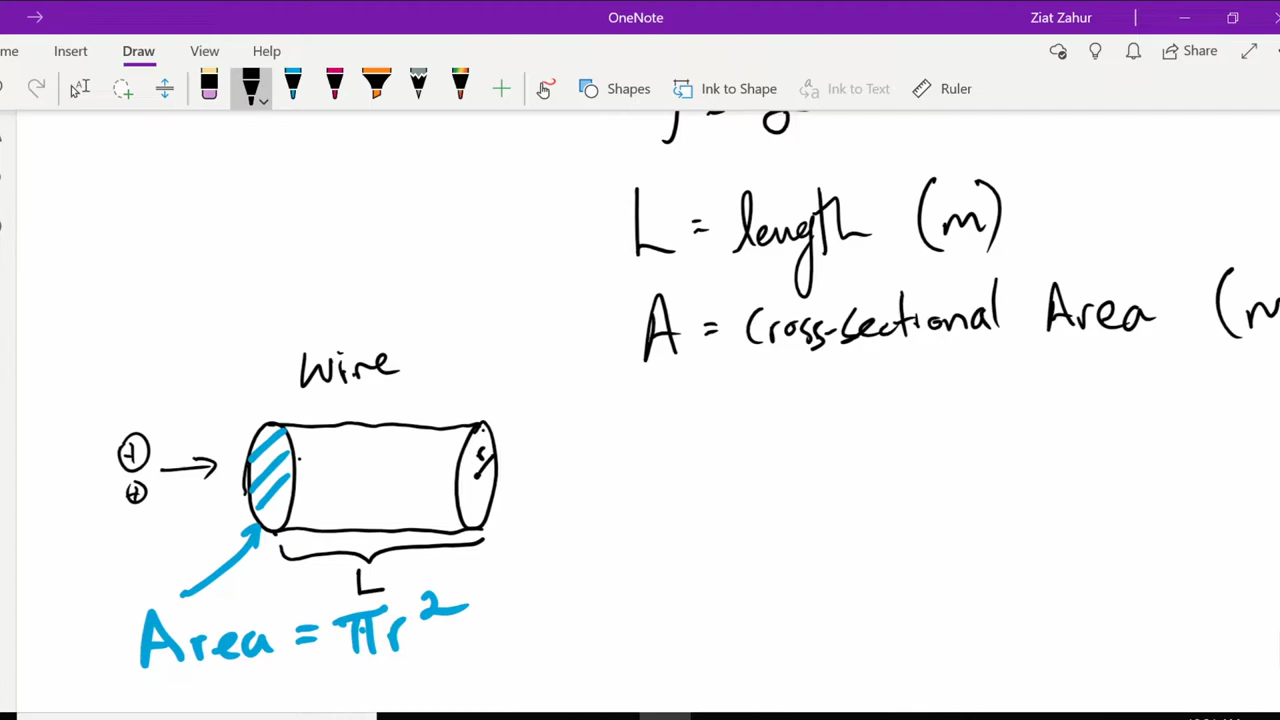 OneNote
Ziat Zahur
Insert Draw View Help
Share
Shapes
Ink to Shape
Ink to Text
Ruler
L = length (m)
A = cross-sectional Area (m
wire
+
+
r
L
Area = πr²